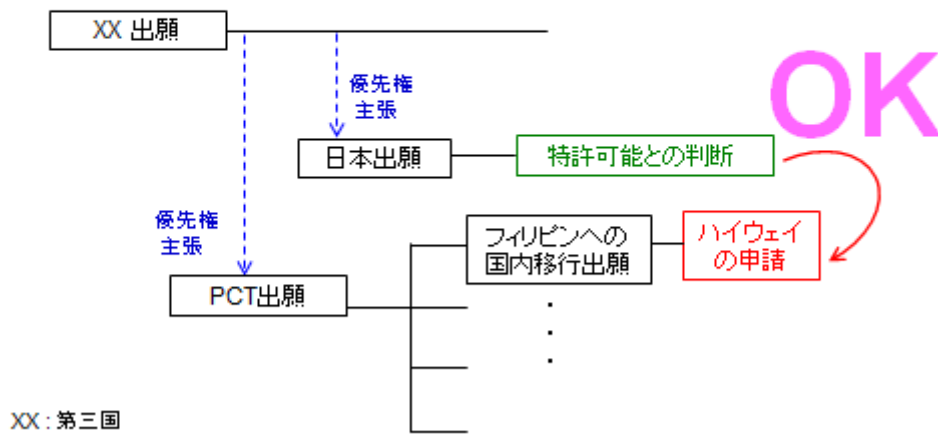 XX 出願
OK
優先権
主張
日本出願
特許可能との判断
優先権
主張
フィリピンへの
国内移行出願
ハイウェイ
の申請
PCT出願
XX : 第三国